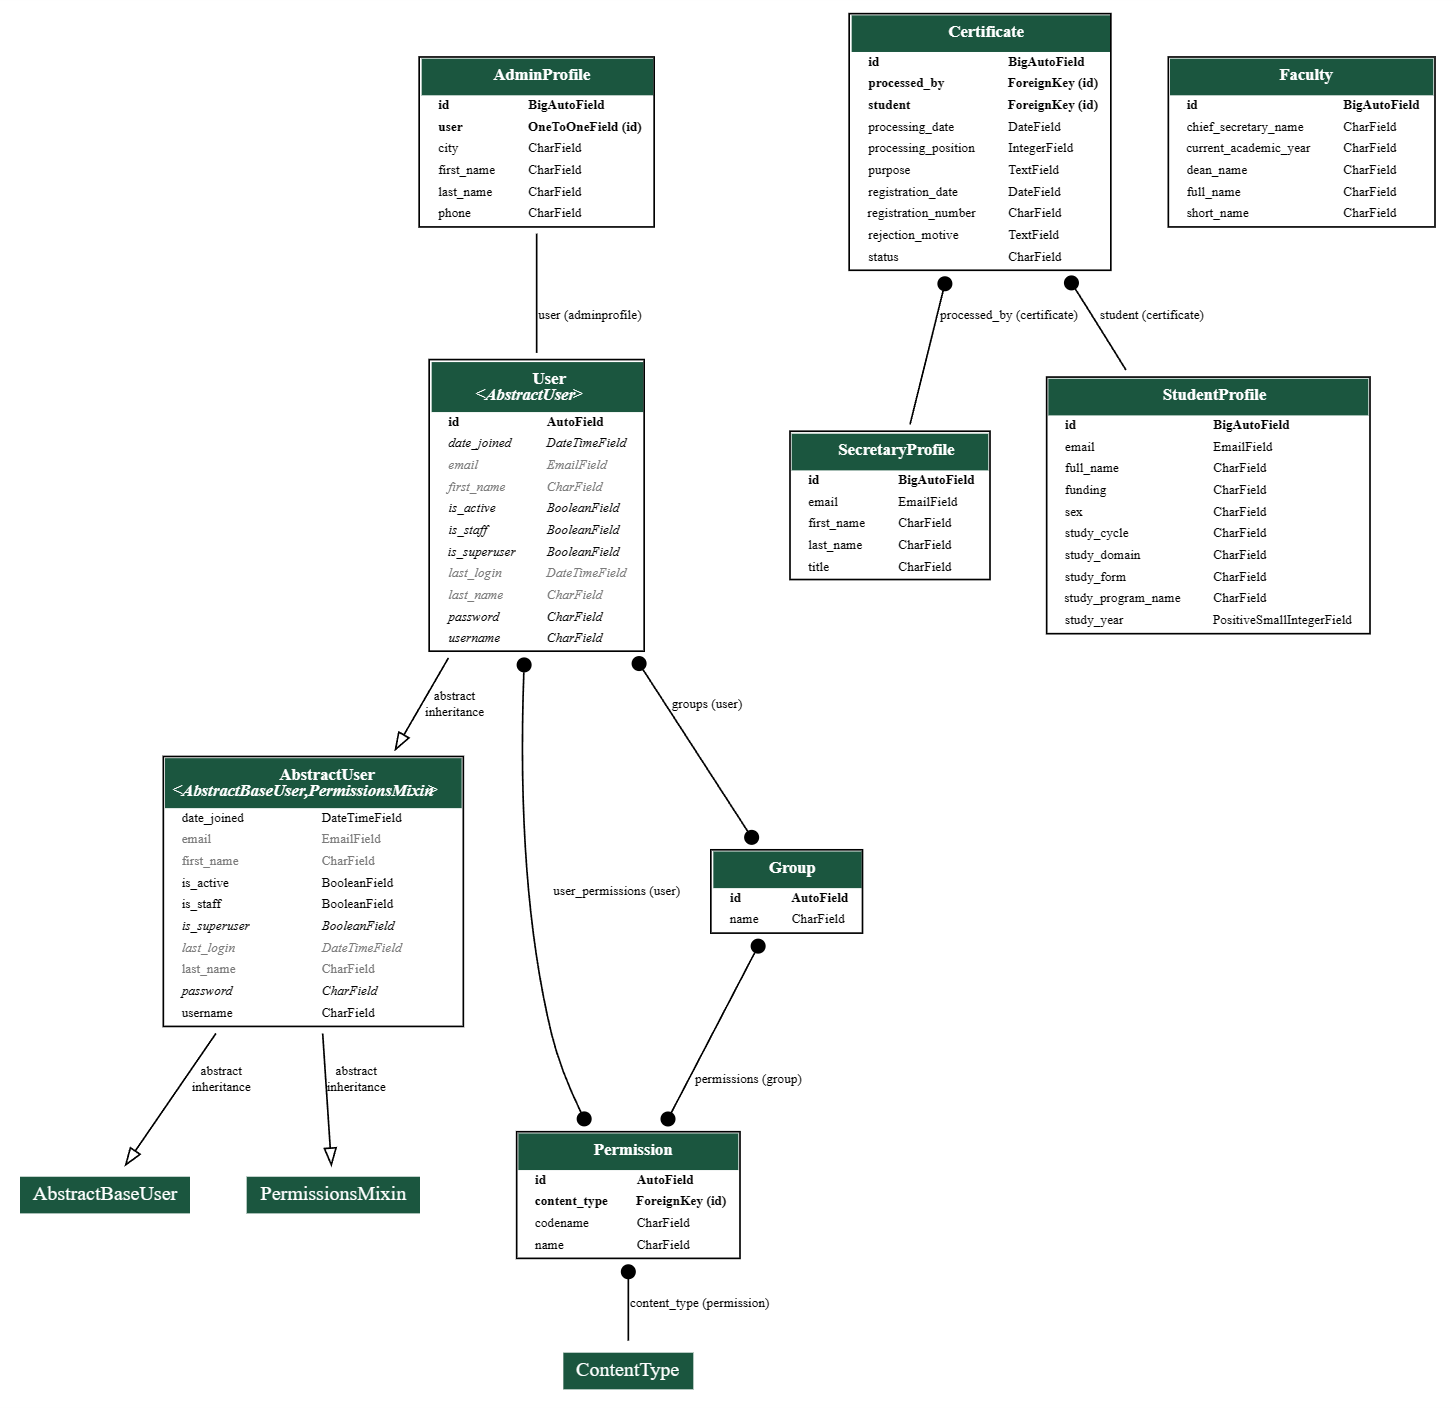 AdminProfile
id BigAutoField
user OneToOneField (id)
city CharField
first_name CharField
last_name CharField
phone CharField
Certificate
id BigAutoField
processed_by ForeignKey (id)
student ForeignKey (id)
processing_date DateField
processing_position IntegerField
purpose TextField
registration_date DateField
registration_number CharField
rejection_motive TextField
status CharField
Faculty
id BigAutoField
chief_secretary_name CharField
current_academic_year CharField
dean_name CharField
full_name CharField
short_name CharField
user (adminprofile)
processed_by (certificate)
student (certificate)
User
<AbstractUser>
id AutoField
date_joined DateTimeField
email EmailField
first_name CharField
is_active BooleanField
is_staff BooleanField
is_superuser BooleanField
last_login DateTimeField
last_name CharField
password CharField
username CharField
SecretaryProfile
id BigAutoField
email EmailField
first_name CharField
last_name CharField
title CharField
StudentProfile
id BigAutoField
email EmailField
full_name CharField
funding CharField
sex CharField
study_cycle CharField
study_domain CharField
study_form CharField
study_program_name CharField
study_year PositiveSmallIntegerField
abstract
inheritance
groups (user)
AbstractUser
<AbstractBaseUser,PermissionsMixin>
date_joined DateTimeField
email EmailField
first_name CharField
is_active BooleanField
is_staff BooleanField
is_superuser BooleanField
last_login DateTimeField
last_name CharField
password CharField
username CharField
user_permissions (user)
Group
id AutoField
name CharField
abstract
inheritance
abstract
inheritance
permissions (group)
AbstractBaseUser
PermissionsMixin
Permission
id AutoField
content_type ForeignKey (id)
codename CharField
name CharField
content_type (permission)
ContentType